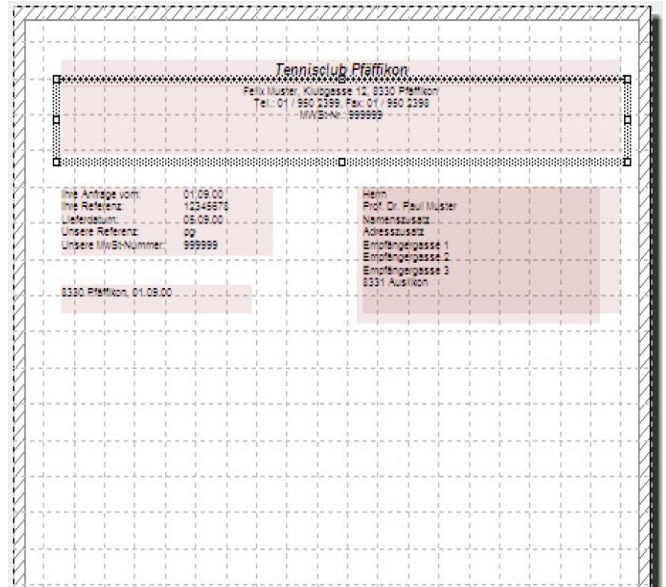 Tennisclub Pfäffikon
Felix Muster, Klubgasse 12, 8330 Pfäffikon
Tel.: 01 / 950 2399, Fax: 01 / 950 2398
MWSt-Nr.: 999999
Ihre Anfrage vom: 01.09.00
Ihre Referenz: 12345678
Lieferdatum: 05.09.00
Unsere Referenz: pg
Unsere MwSt-Nummer: 999999
8330 Pfäffikon, 01.09.00
Herrn
Prof. Dr. Paul Muster
Namenszusatz
Adresszusatz
Empfängergasse 1
Empfängergasse 2
Empfängergasse 3
8331 Auslikon